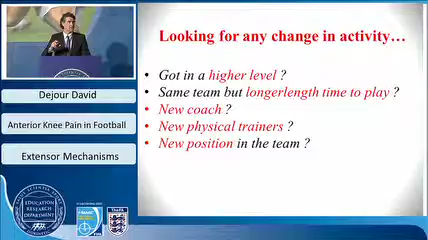 Looking for any change in activity…
• Got in a higher level ?
• Same team but longerlength time to play ?
• New coach ?
• New physical trainers ?
• New position in the team ?
Dejour David
Anterior Knee Pain in Football
Extensor Mechanisms
EDUCATION
RESEARCH
DEPARTMENT
F-MARC
TheFA